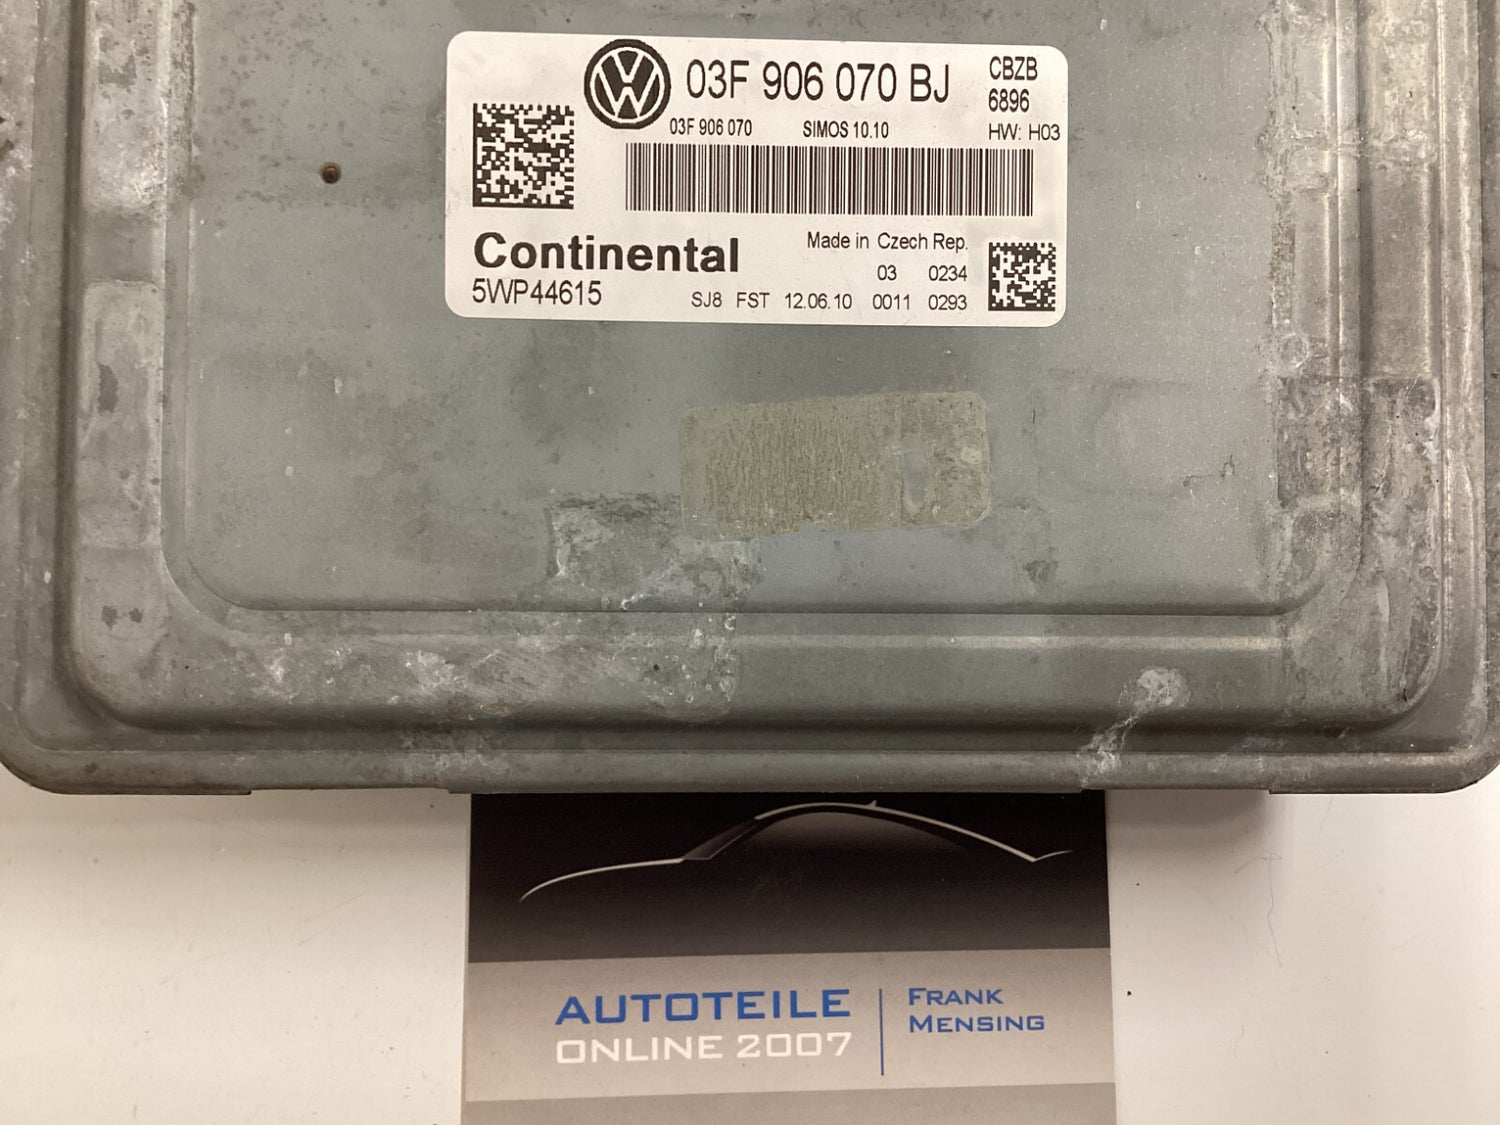 03F 906 070 BJ
CBZB
6896
03F 906 070 SIMOS 10.10 HW: H03
Continental
Made in Czech Rep.
03 0234
5WP44615
SJ8 FST 12.06.10 0011 0293
AUTOTEILE
ONLINE 2007
FRANK
MENSING